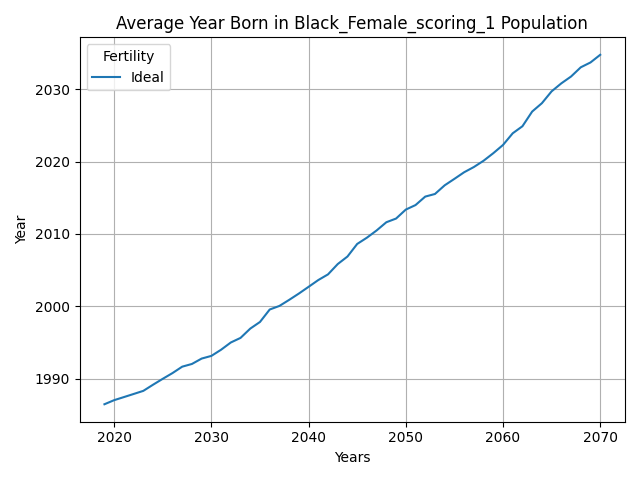 Average Year Born in Black_Female_scoring_1 Population
Fertility
Ideal
Year
2030
2020
2010
2000
1990
2020 2030 2040 2050 2060 2070
Years